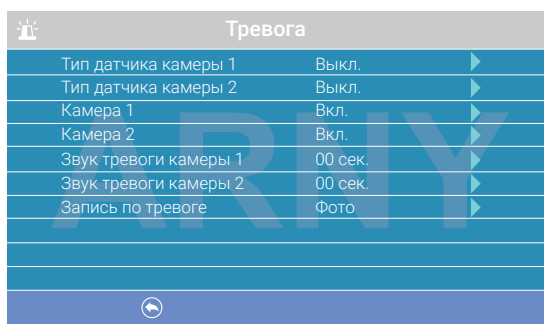 Тревога
Тип датчика камеры 1 Выкл.
Тип датчика камеры 2 Выкл.
Камера 1 Вкл.
Камера 2 Вкл.
Звук тревоги камеры 1 00 сек.
Звук тревоги камеры 2 00 сек.
Запись по тревоге Фото
ARNY